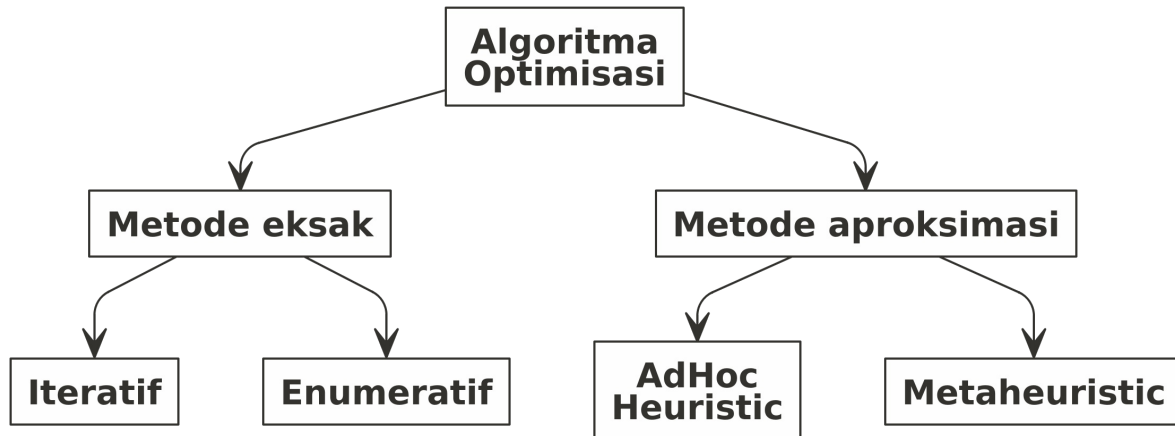 Algoritma
Optimisasi
Metode eksak
Metode aproksimasi
Iteratif
Enumeratif
AdHoc
Heuristic
Metaheuristic